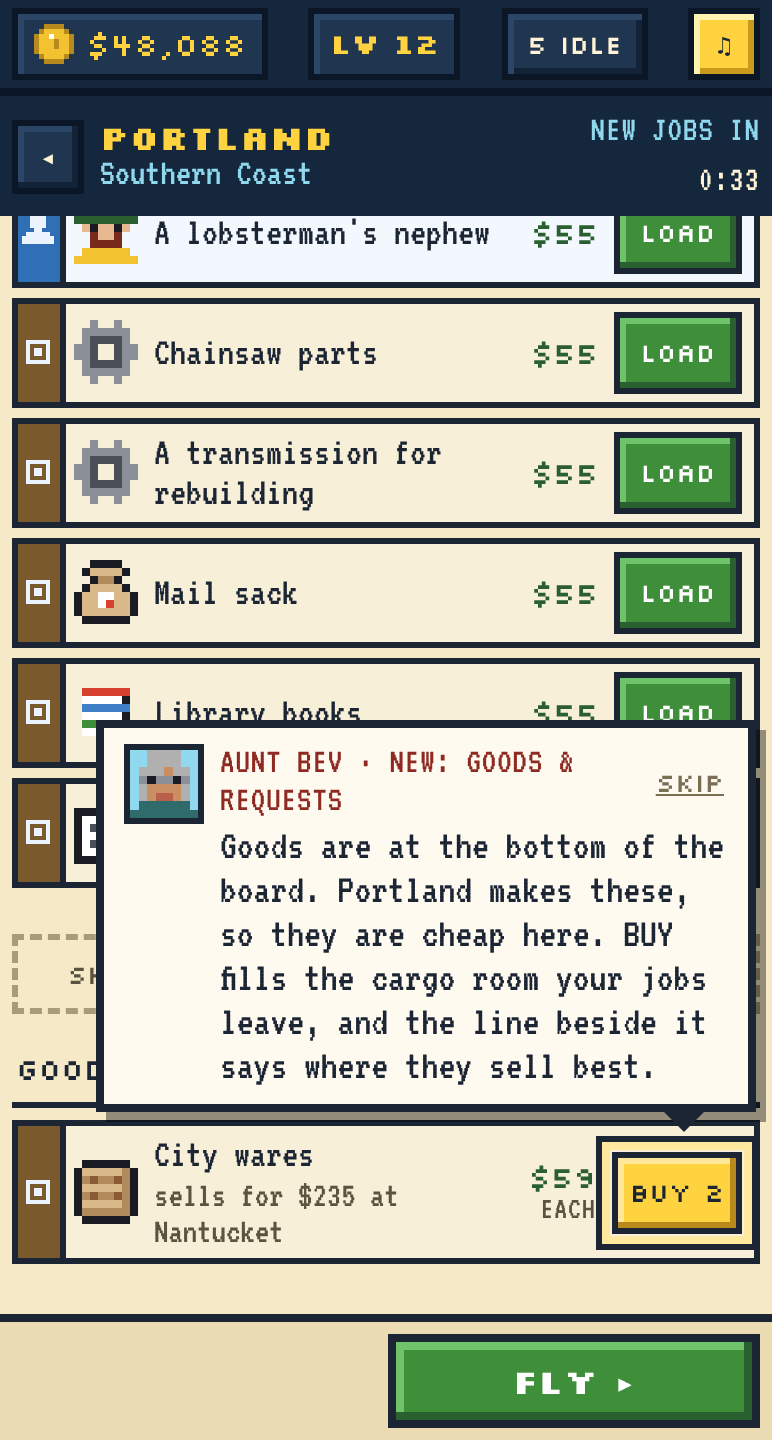 $48,088
LV 12
5 IDLE
♫
◂
PORTLAND
Southern Coast
NEW JOBS IN
0:33
A lobsterman's nephew
$55
LOAD
Chainsaw parts
$55
LOAD
A transmission for
rebuilding
$55
LOAD
Mail sack
$55
LOAD
Library books
$55
LOAD
AUNT BEV · NEW: GOODS &
REQUESTS
SKIP
Goods are at the bottom of the
board. Portland makes these,
so they are cheap here. BUY
fills the cargo room your jobs
leave, and the line beside it
says where they sell best.
City wares
sells for $235 at
Nantucket
$59
EACH
BUY 2
FLY ▸